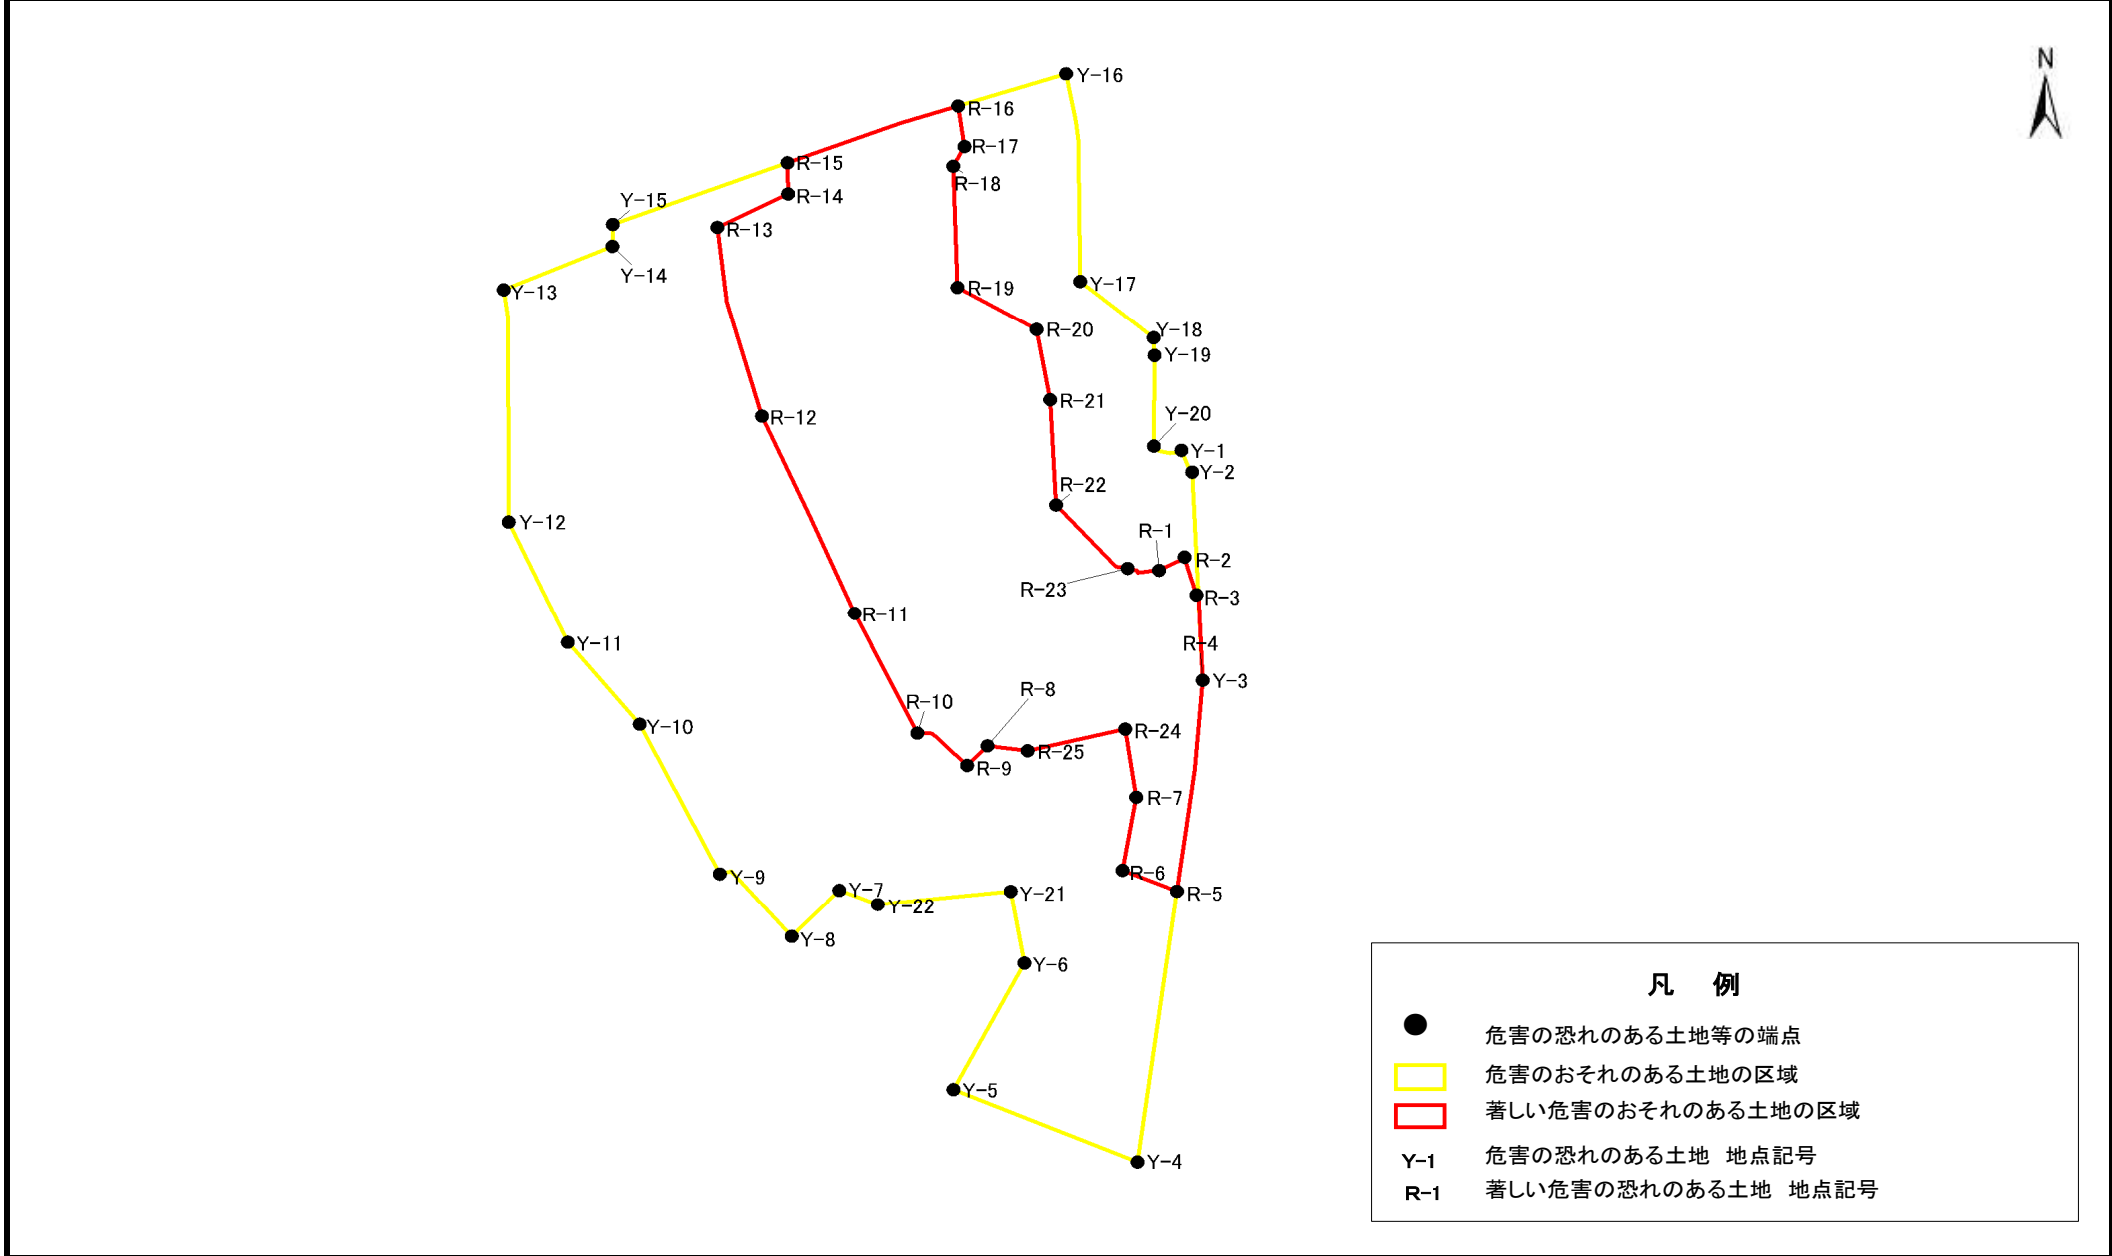 N
Y-16
R-16
R-17
R-15
R-18
R-14
Y-15
R-13
Y-14
Y-17
R-19
Y-13
R-20
Y-18
Y-19
R-21
Y-20
R-12
Y-1
Y-2
R-22
Y-12
R-1
R-2
R-23
R-3
R-11
R-4
Y-11
Y-3
R-8
R-10
Y-10
R-24
R-25
R-9
R-7
R-6
Y-9
Y-7
Y-21
R-5
Y-22
Y-8
Y-6
Y-5
Y-4
凡 例
危害の恐れのある土地等の端点
危害のおそれのある土地の区域
著しい危害のおそれのある土地の区域
Y-1 危害の恐れのある土地 地点記号
R-1 著しい危害の恐れのある土地 地点記号